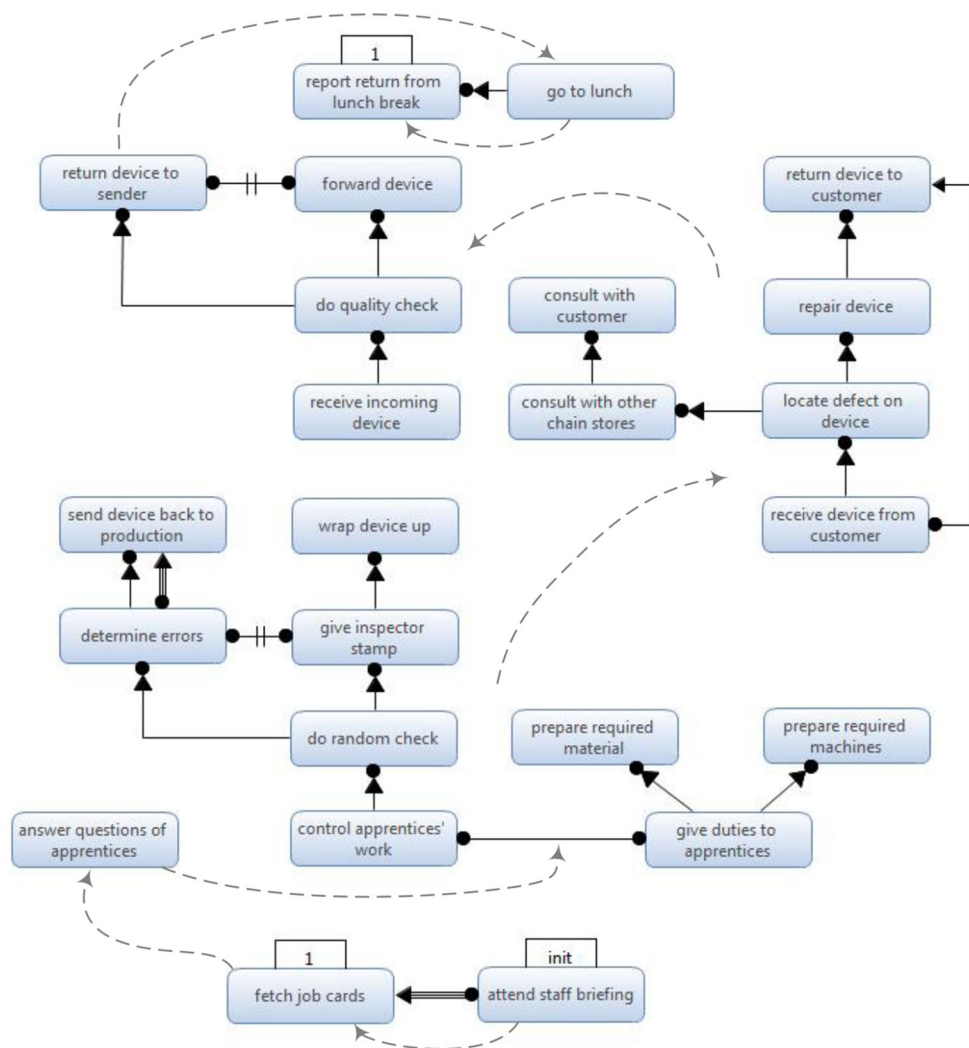 1
report return from
lunch break
go to lunch
return device to
sender
forward device
return device to
customer
do quality check
consult with
customer
repair device
receive incoming
device
consult with other
chain stores
locate defect on
device
send device back to
production
wrap device up
receive device from
customer
determine errors
give inspector
stamp
do random check
prepare required
material
prepare required
machines
answer questions of
apprentices
control apprentices'
work
give duties to
apprentices
1
fetch job cards
init
attend staff briefing